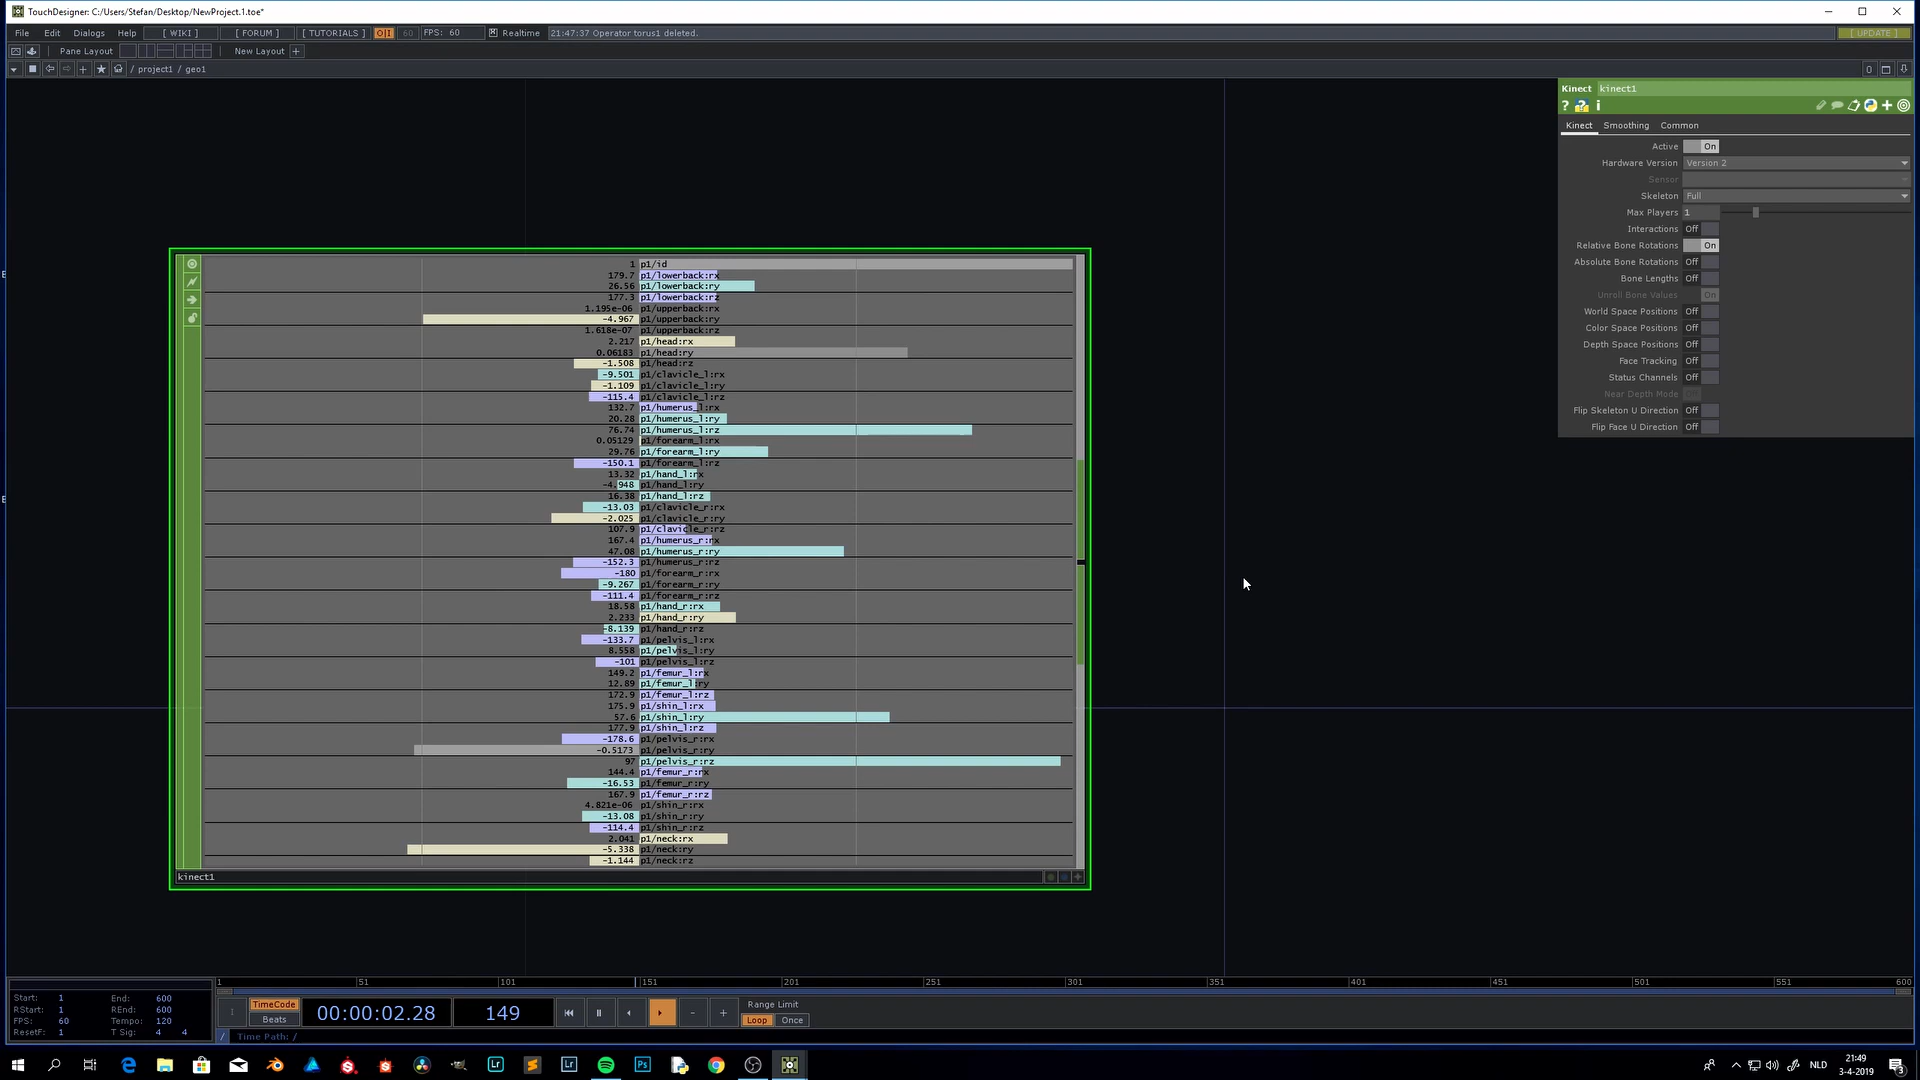 TouchDesigner: C:/Users/Stefan/Desktop/NewProject.1.toe*
File Edit Dialogs Help [ WIKI ] [ FORUM ] [ TUTORIALS ] O|I 60 FPS: 60 Realtime 21:47:37 Operator torus1 deleted. [ UPDATE ]
Pane Layout New Layout +
/ project1 / geo1 0
Kinect kinect1
? ? i
Kinect Smoothing Common
Active On
Hardware Version Version 2
Sensor
Skeleton Full
Max Players 1
Interactions Off
Relative Bone Rotations On
Absolute Bone Rotations Off
Bone Lengths Off
Unroll Bone Values On
World Space Positions Off
Color Space Positions Off
Depth Space Positions Off
Face Tracking Off
Status Channels Off
Near Depth Mode
Flip Skeleton U Direction Off
Flip Face U Direction Off
1 p1/id
179.7 p1/lowerback:rx
26.56 p1/lowerback:ry
177.3 p1/lowerback:rz
1.195e-06 p1/upperback:rx
-4.967 p1/upperback:ry
1.618e-07 p1/upperback:rz
2.217 p1/head:rx
0.06183 p1/head:ry
-1.508 p1/head:rz
-9.501 p1/clavicle_l:rx
-1.109 p1/clavicle_l:ry
-115.4 p1/clavicle_l:rz
132.7 p1/humerus_l:rx
20.28 p1/humerus_l:ry
76.74 p1/humerus_l:rz
0.05129 p1/forearm_l:rx
29.76 p1/forearm_l:ry
-150.1 p1/forearm_l:rz
13.32 p1/hand_l:rx
-4.948 p1/hand_l:ry
16.38 p1/hand_l:rz
-13.03 p1/clavicle_r:rx
-2.025 p1/clavicle_r:ry
107.9 p1/clavicle_r:rz
167.4 p1/humerus_r:rx
47.08 p1/humerus_r:ry
-152.3 p1/humerus_r:rz
-180 p1/forearm_r:rx
-9.267 p1/forearm_r:ry
-111.4 p1/forearm_r:rz
18.58 p1/hand_r:rx
2.233 p1/hand_r:ry
-8.139 p1/hand_r:rz
-133.7 p1/pelvis_l:rx
8.558 p1/pelvis_l:ry
-101 p1/pelvis_l:rz
149.2 p1/femur_l:rx
12.89 p1/femur_l:ry
172.9 p1/femur_l:rz
175.9 p1/shin_l:rx
57.6 p1/shin_l:ry
177.9 p1/shin_l:rz
-178.6 p1/pelvis_r:rx
-0.5173 p1/pelvis_r:ry
97 p1/pelvis_r:rz
144.4 p1/femur_r:rx
-16.53 p1/femur_r:ry
167.9 p1/femur_r:rz
4.821e-06 p1/shin_r:rx
-13.08 p1/shin_r:ry
-114.4 p1/shin_r:rz
2.041 p1/neck:rx
-5.338 p1/neck:ry
-1.144 p1/neck:rz
kinect1
1 51 101 151 201 251 301 351 401 451 501 551 600
Start: 1 End: 600
RStart: 1 REnd: 600
FPS: 60 Tempo: 120
ResetF: 1 T Sig: 4 4
TimeCode
Beats
00:00:02.28 149
- +
Range Limit
Loop Once
/ Time Path: /
Lr Lr Ps
NLD
21:49
3-4-2019
3